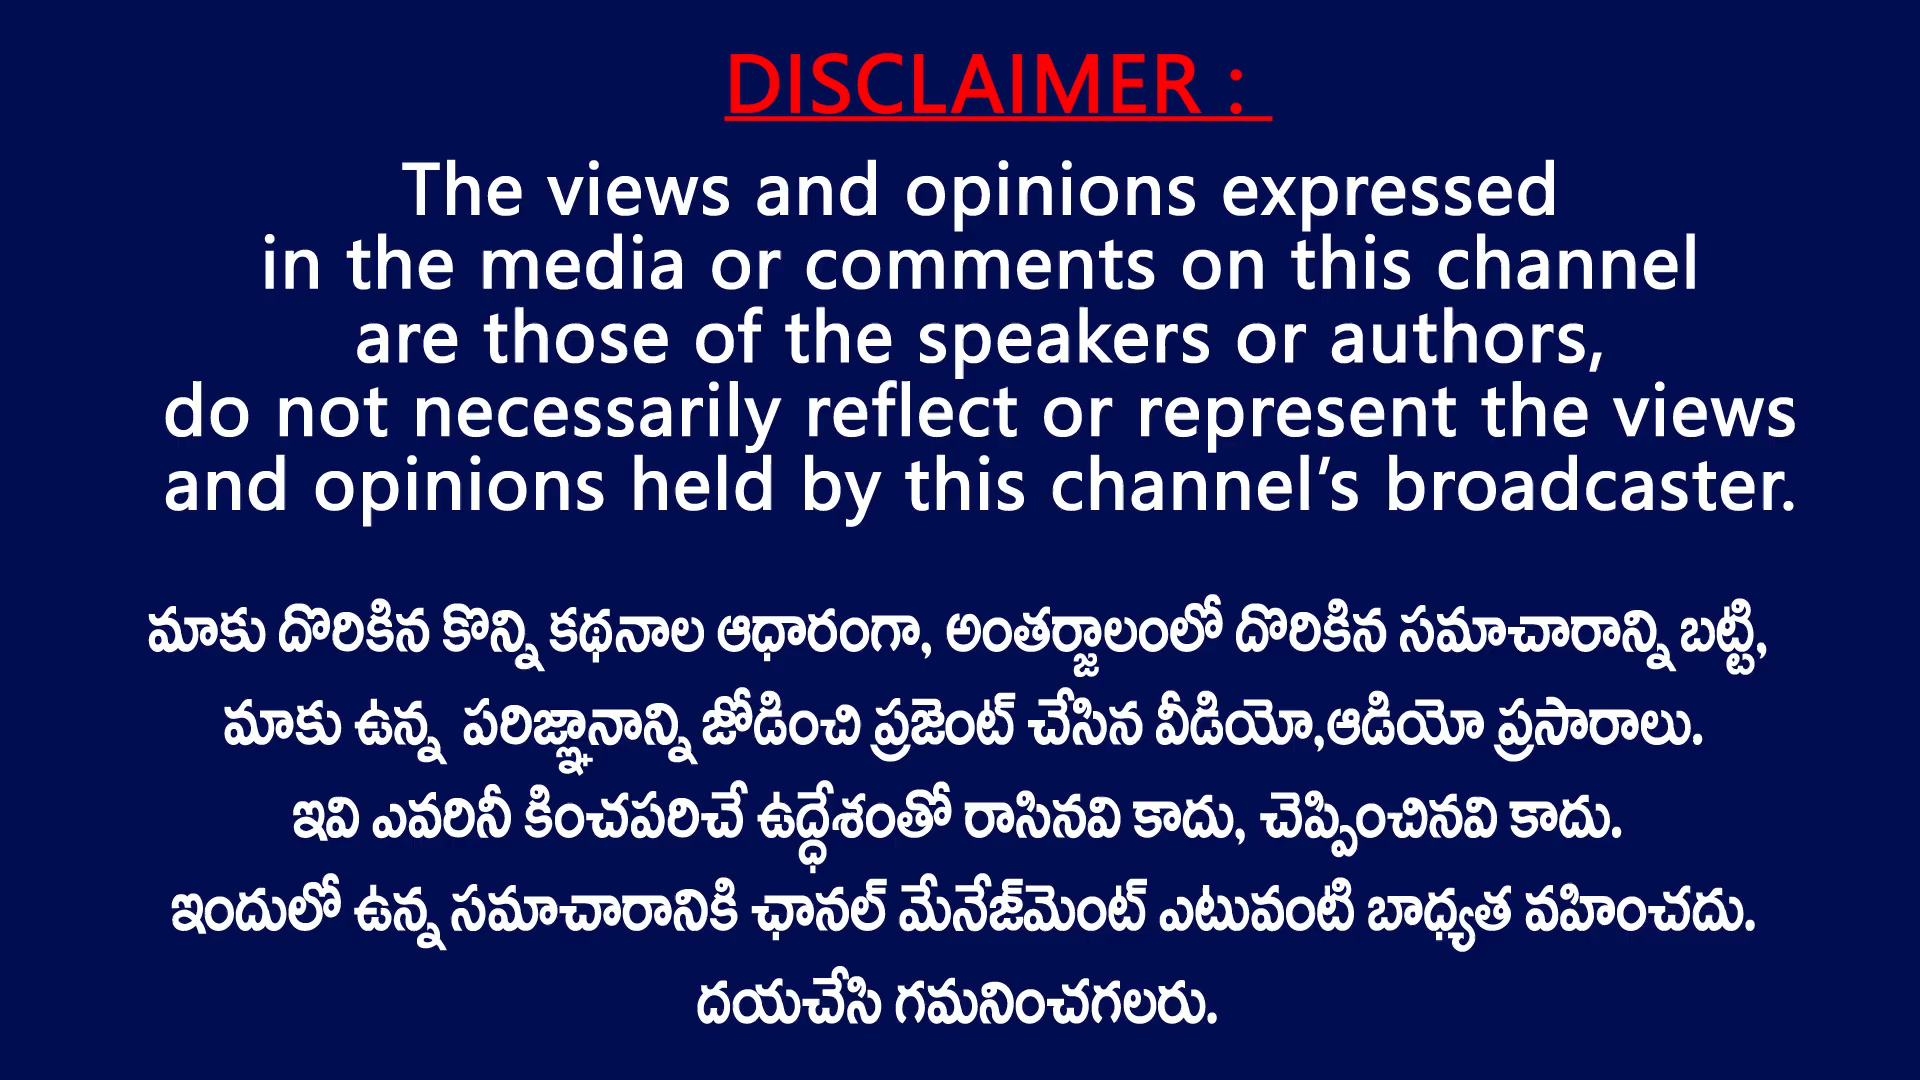 DISCLAIMER :
The views and opinions expressed
in the media or comments on this channel
are those of the speakers or authors,
do not necessarily reflect or represent the views
and opinions held by this channel’s broadcaster.
మాకు దొరికిన కొన్ని కథనాల ఆధారంగా, అంతర్జాలంలో దొరికిన సమాచారాన్ని బట్టి,
మాకు ఉన్న పరిజ్ఞానాన్ని జోడించి ప్రజెంట్ చేసిన వీడియో,ఆడియో ప్రసారాలు.
ఇవి ఎవరినీ కించపరిచే ఉద్ధేశంతో రాసినవి కాదు, చెప్పించినవి కాదు.
ఇందులో ఉన్న సమాచారానికి ఛానల్ మేనేజ్‌మెంట్ ఎటువంటి బాధ్యత వహించదు.
దయచేసి గమనించగలరు.